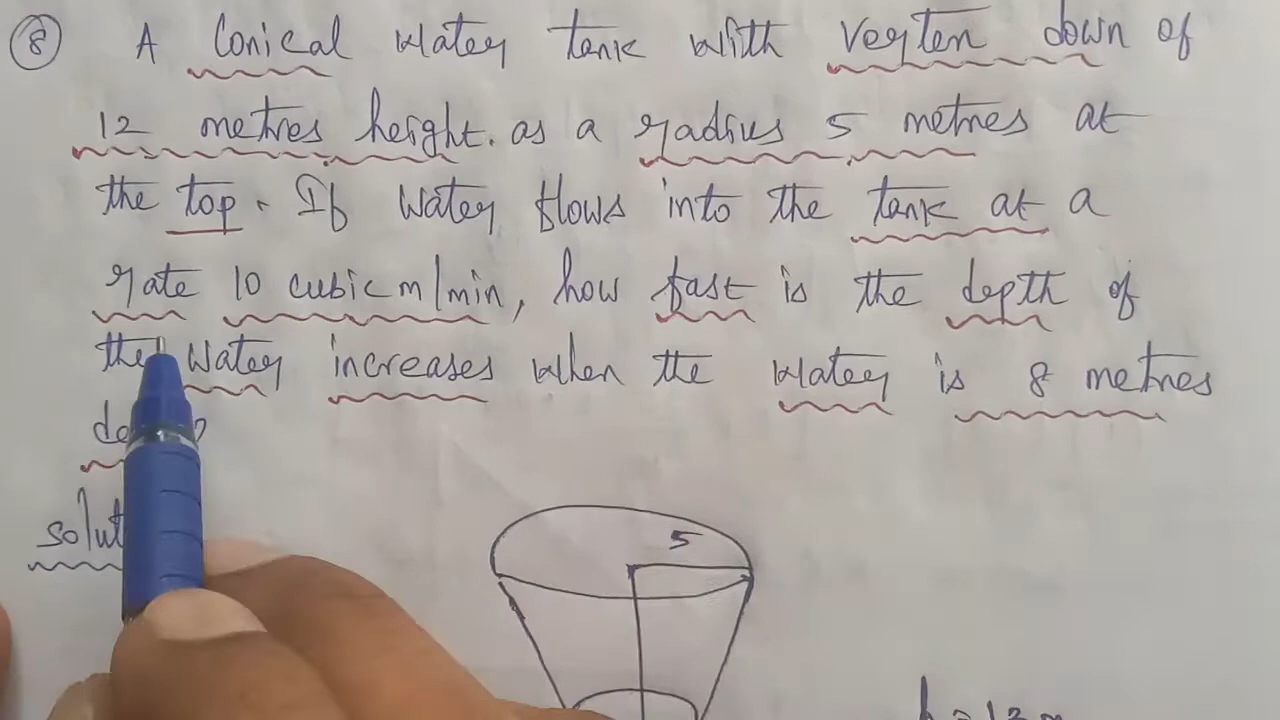 8 A Conical water tank with verten down of
12 metres height. as a radius 5 metres at
the top. If water flows into the tank at a
rate 10 cubic m/min, how fast is the depth of
the water increases when the water is 8 metres
5